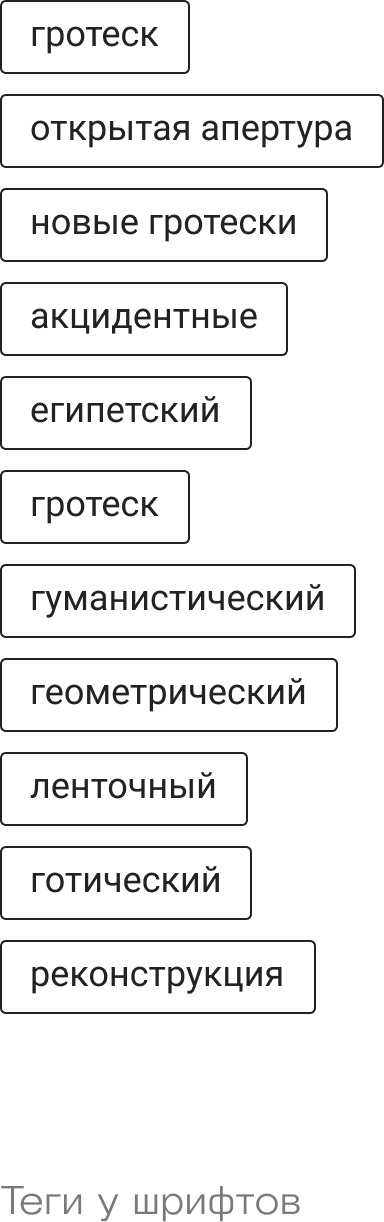 гротеск
открытая апертура
новые гротески
акцидентные
египетский
гротеск
гуманистический
геометрический
ленточный
готический
реконструкция
Теги у шрифтов